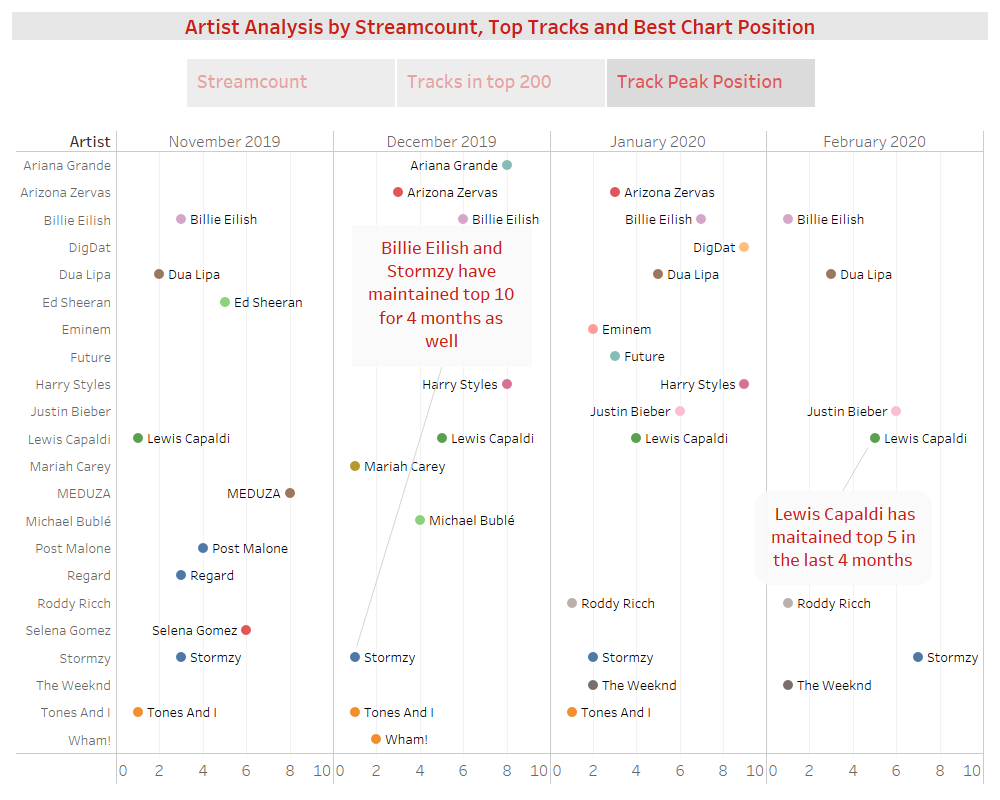 Artist Analysis by Streamcount, Top Tracks and Best Chart Position
Streamcount Tracks in top 200 Track Peak Position
Artist November 2019 December 2019 January 2020 February 2020
Ariana Grande Ariana Grande
Arizona Zervas Arizona Zervas Arizona Zervas
Billie Eilish Billie Eilish Billie Eilish Billie Eilish Billie Eilish
DigDat DigDat
Billie Eilish and
Stormzy have
maintained top 10
for 4 months as
well
Dua Lipa Dua Lipa Dua Lipa Dua Lipa
Ed Sheeran Ed Sheeran
Eminem Eminem
Future Future
Harry Styles Harry Styles Harry Styles
Justin Bieber Justin Bieber Justin Bieber
Lewis Capaldi Lewis Capaldi Lewis Capaldi Lewis Capaldi Lewis Capaldi
Mariah Carey Mariah Carey
MEDUZA MEDUZA
Michael Bublé Michael Bublé
Lewis Capaldi has
maitained top 5 in
the last 4 months
Post Malone Post Malone
Regard Regard
Roddy Ricch Roddy Ricch Roddy Ricch
Selena Gomez Selena Gomez
Stormzy Stormzy Stormzy Stormzy Stormzy
The Weeknd The Weeknd The Weeknd
Tones And I Tones And I Tones And I Tones And I
Wham! Wham!
0 2 4 6 8 10 0 2 4 6 8 10 0 2 4 6 8 10 0 2 4 6 8 10